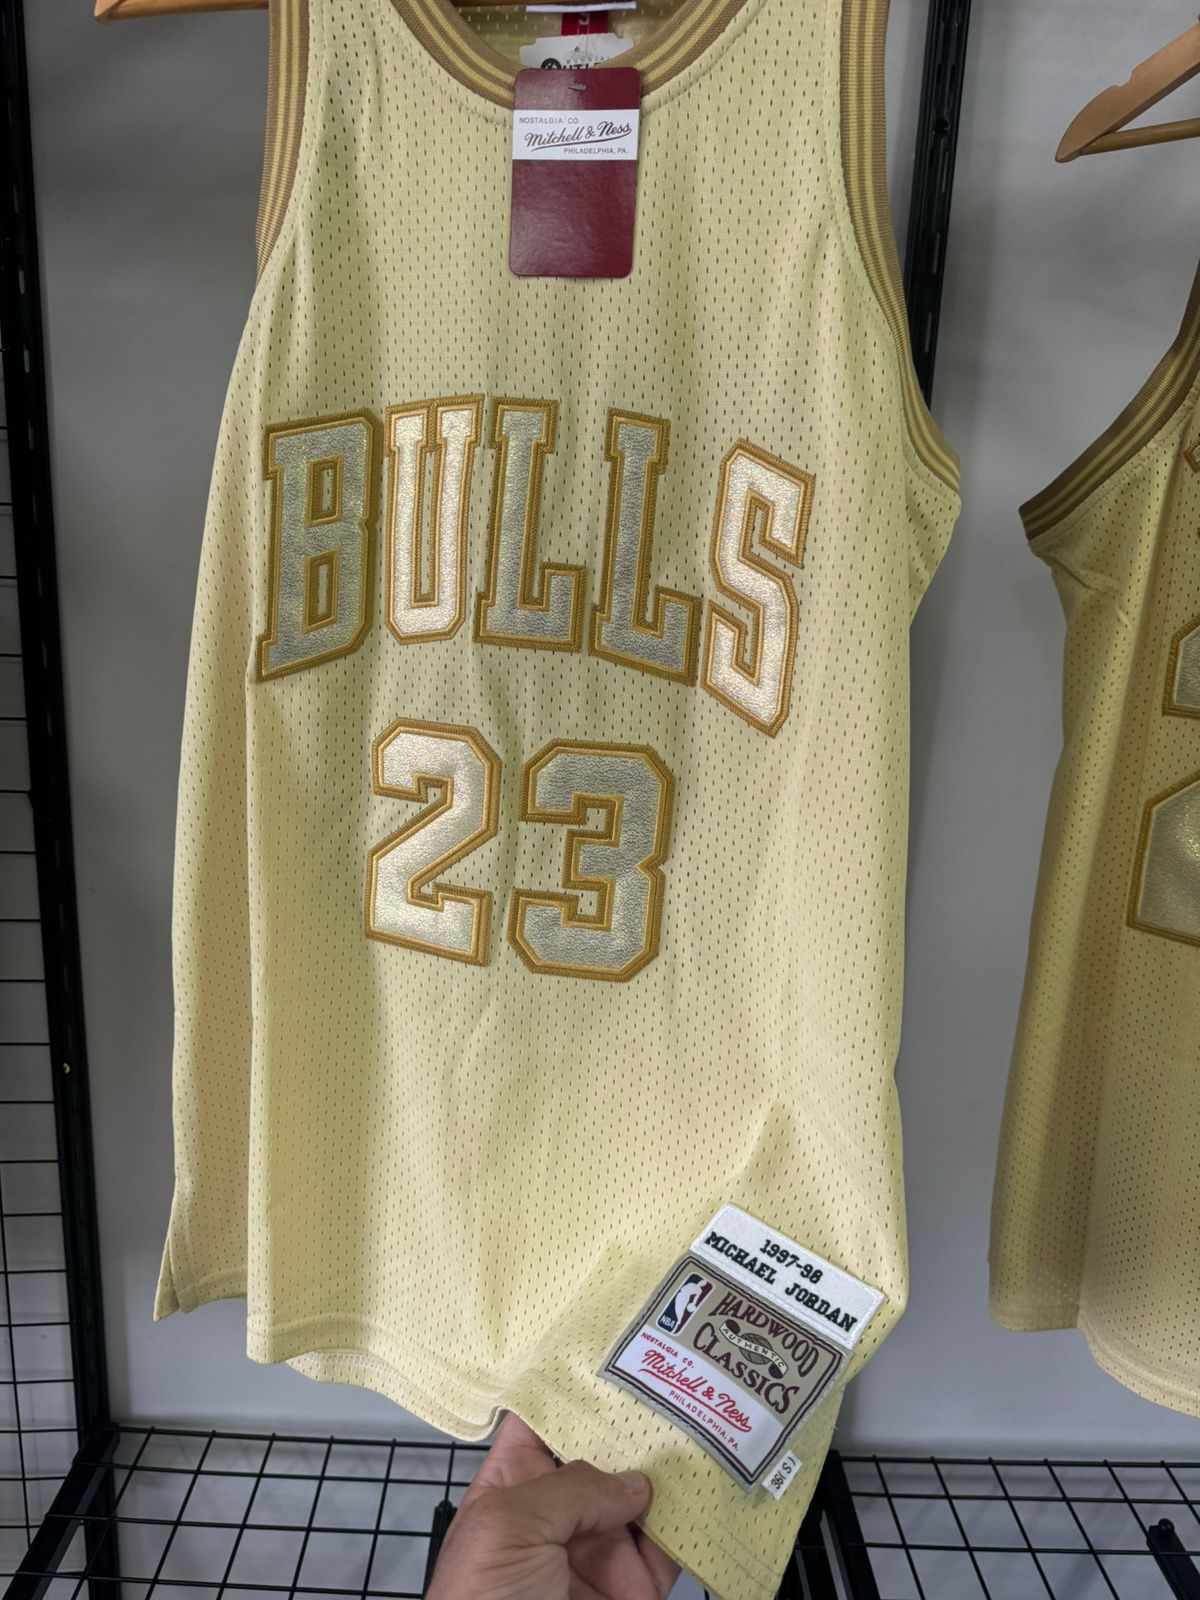 S
NOSTALGIA CO.
Mitchell & Ness
PHILADELPHIA, PA.
BULLS
23
1997-98
MICHAEL JORDAN
NBA
HARDWOOD
AUTHENTIC
CLASSICS
NOSTALGIA CO.
Mitchell & Ness
PHILADELPHIA, PA.
36(S)